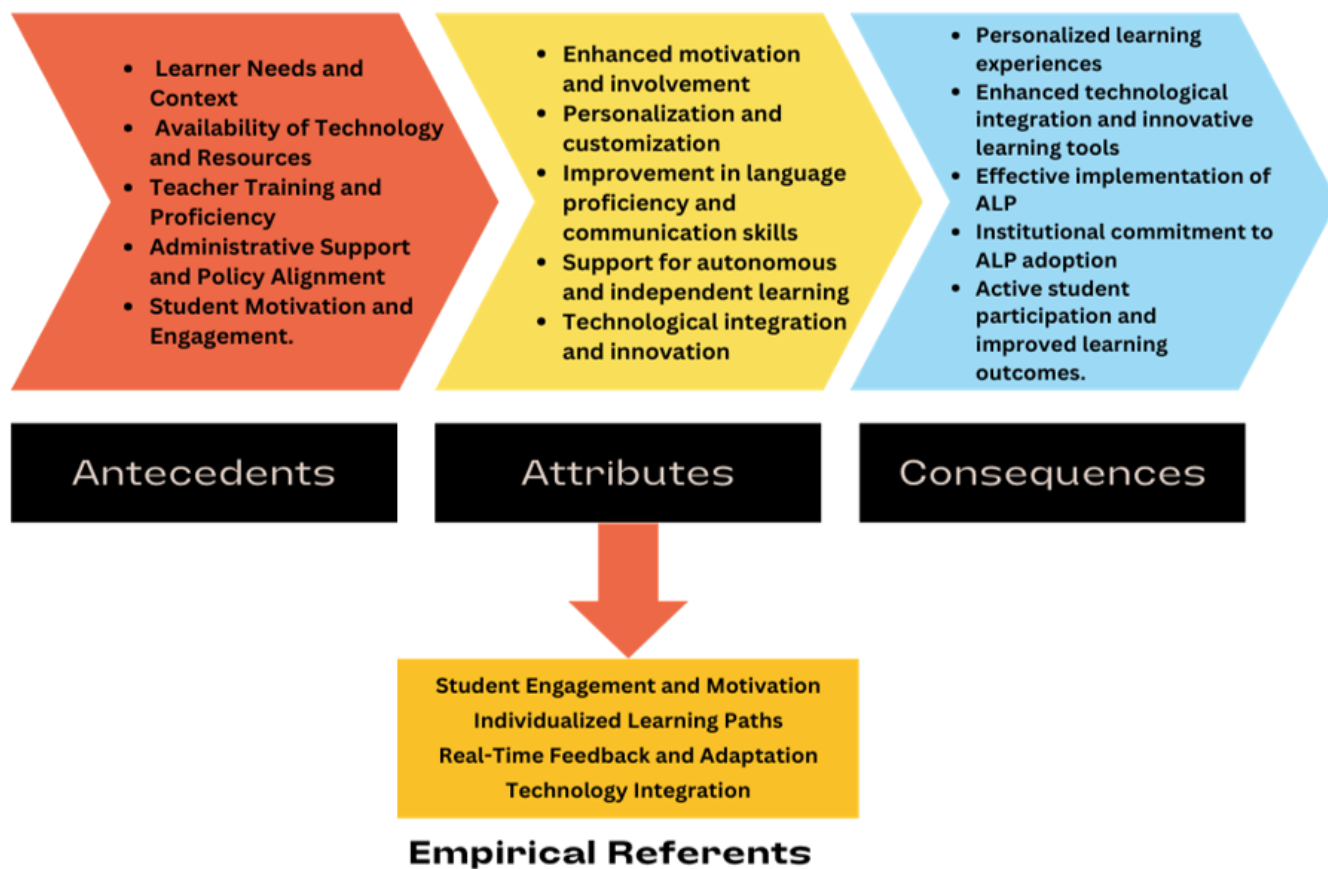 • Learner Needs and
Context
• Availability of Technology
and Resources
• Teacher Training and
Proficiency
• Administrative Support
and Policy Alignment
• Student Motivation and
Engagement.
• Enhanced motivation
and involvement
• Personalization and
customization
• Improvement in language
proficiency and
communication skills
• Support for autonomous
and independent learning
• Technological integration
and innovation
• Personalized learning
experiences
• Enhanced technological
integration and innovative
learning tools
• Effective implementation of
ALP
• Institutional commitment to
ALP adoption
• Active student
participation and
improved learning
outcomes.
Antecedents
Attributes
Consequences
Student Engagement and Motivation
Individualized Learning Paths
Real-Time Feedback and Adaptation
Technology Integration
Empirical Referents